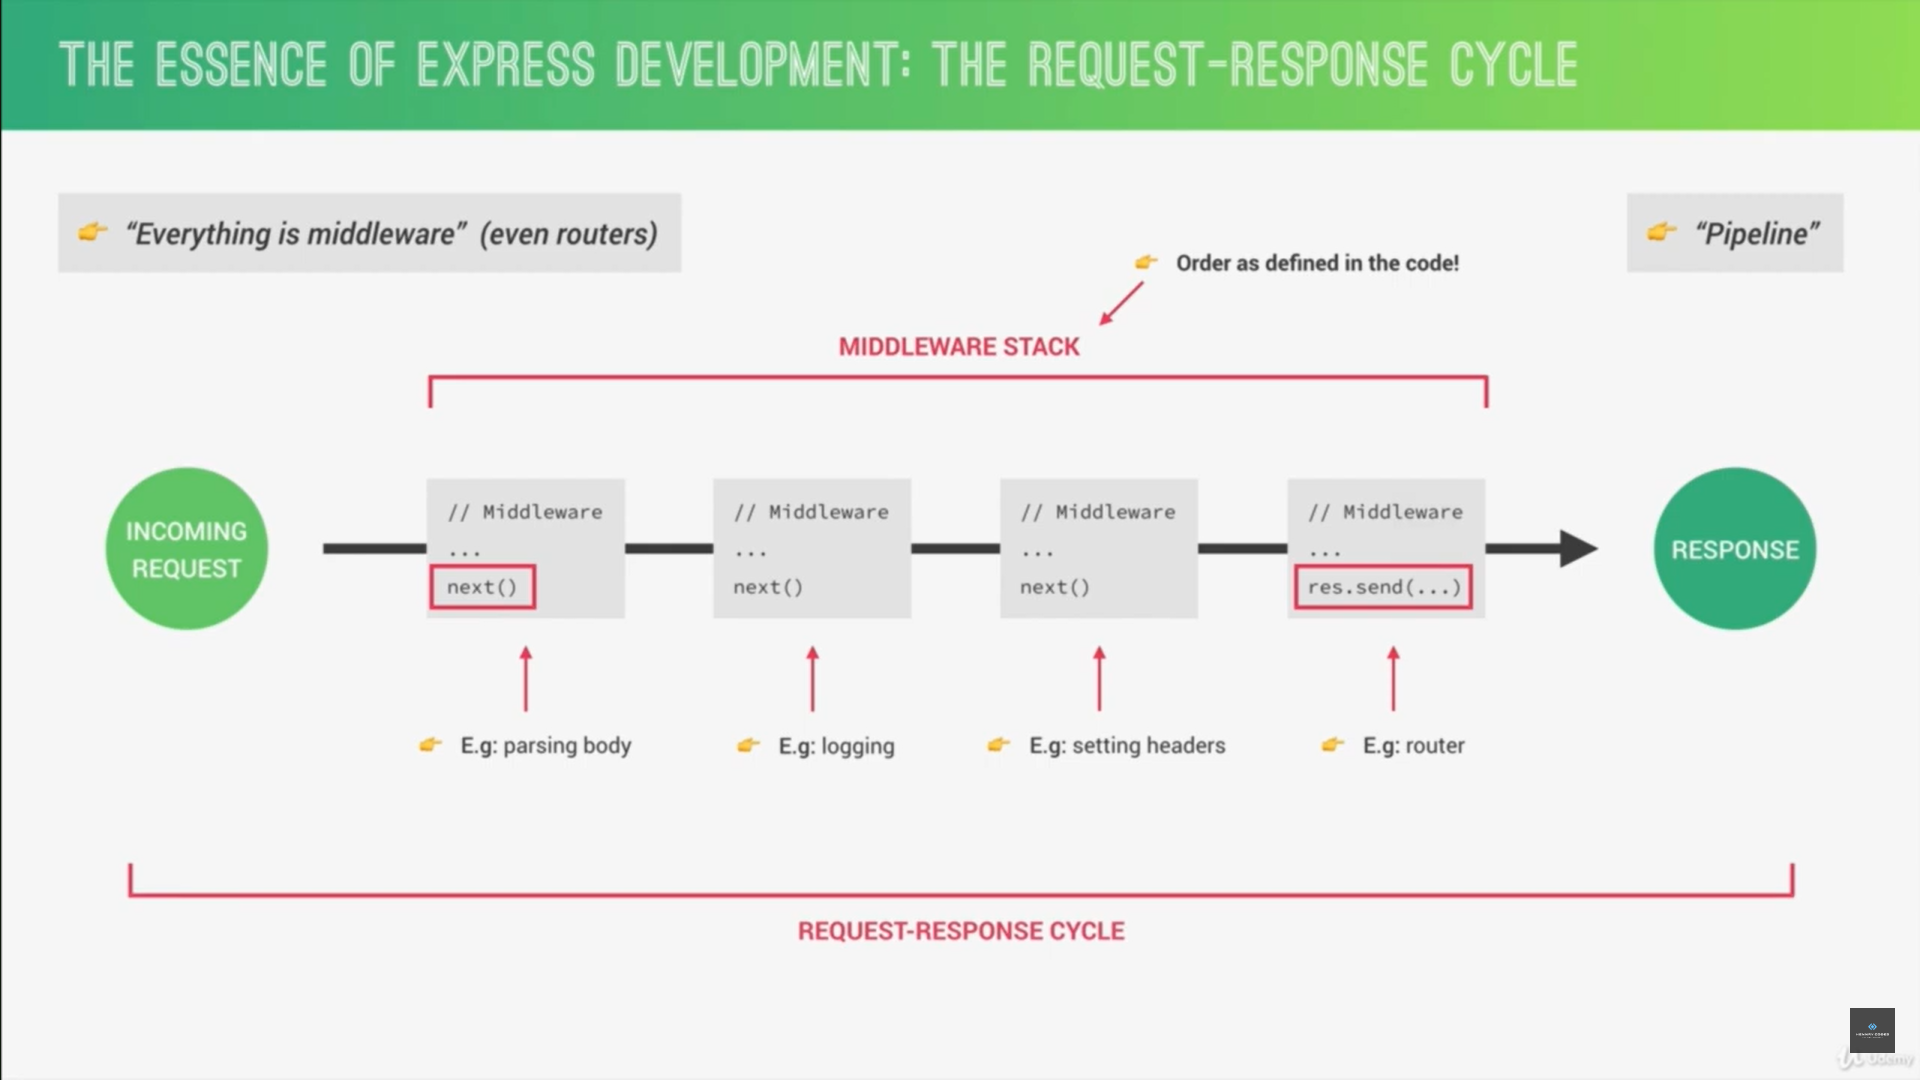 THE ESSENCE OF EXPRESS DEVELOPMENT: THE REQUEST-RESPONSE CYCLE
“Everything is middleware” (even routers)
“Pipeline”
Order as defined in the code!
MIDDLEWARE STACK
INCOMING
REQUEST
// Middleware
...
next()
// Middleware
...
next()
// Middleware
...
next()
// Middleware
...
res.send(...)
RESPONSE
E.g: parsing body
E.g: logging
E.g: setting headers
E.g: router
REQUEST-RESPONSE CYCLE
Udemy